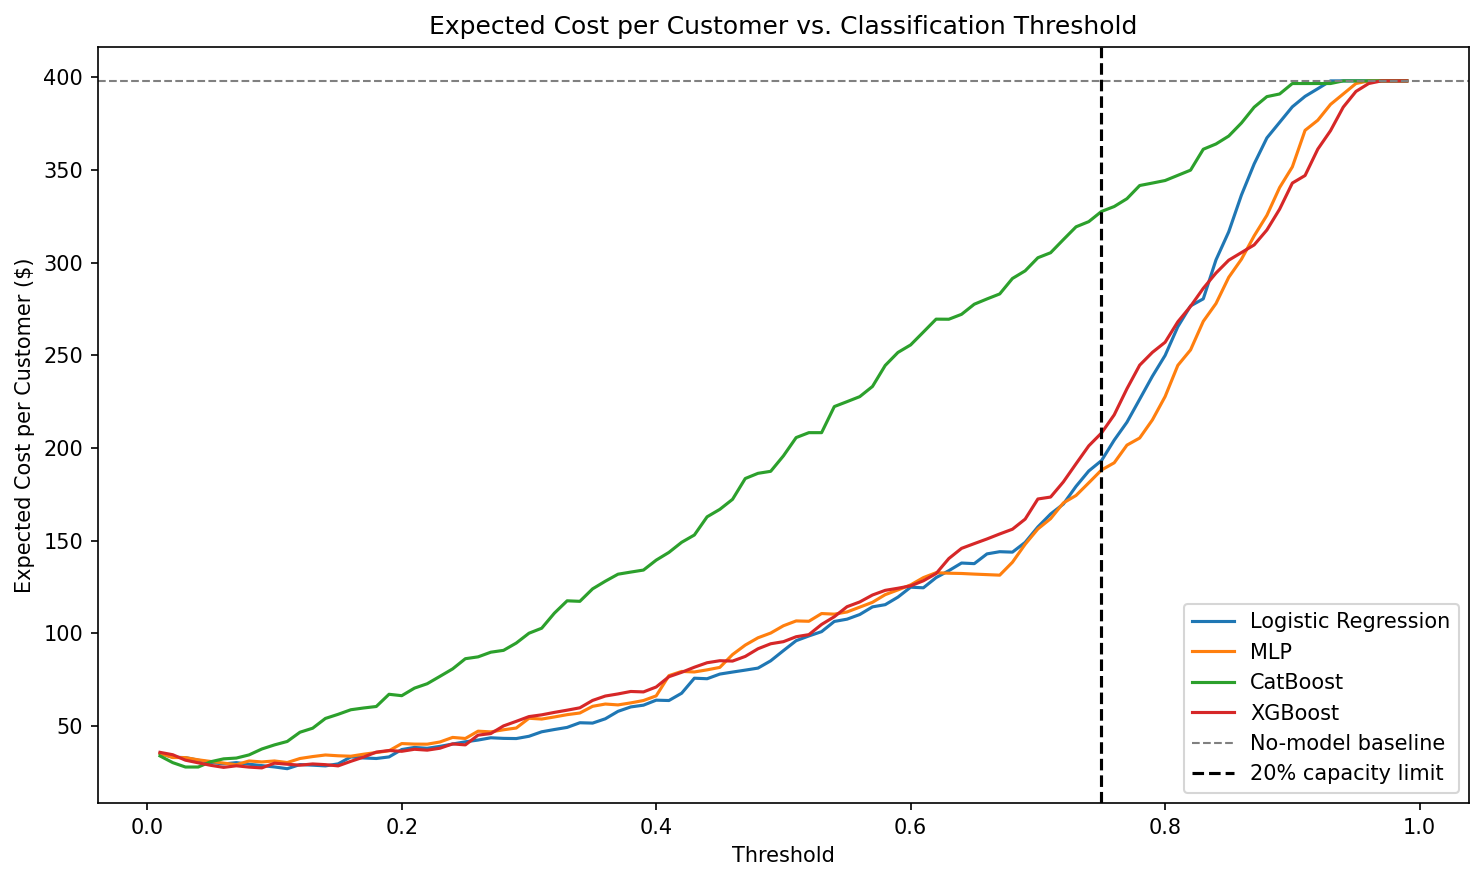 Expected Cost per Customer vs. Classification Threshold
Expected Cost per Customer ($)
400
350
300
250
200
150
100
50
0.0 0.2 0.4 0.6 0.8 1.0
Threshold
Logistic Regression
MLP
CatBoost
XGBoost
No-model baseline
20% capacity limit